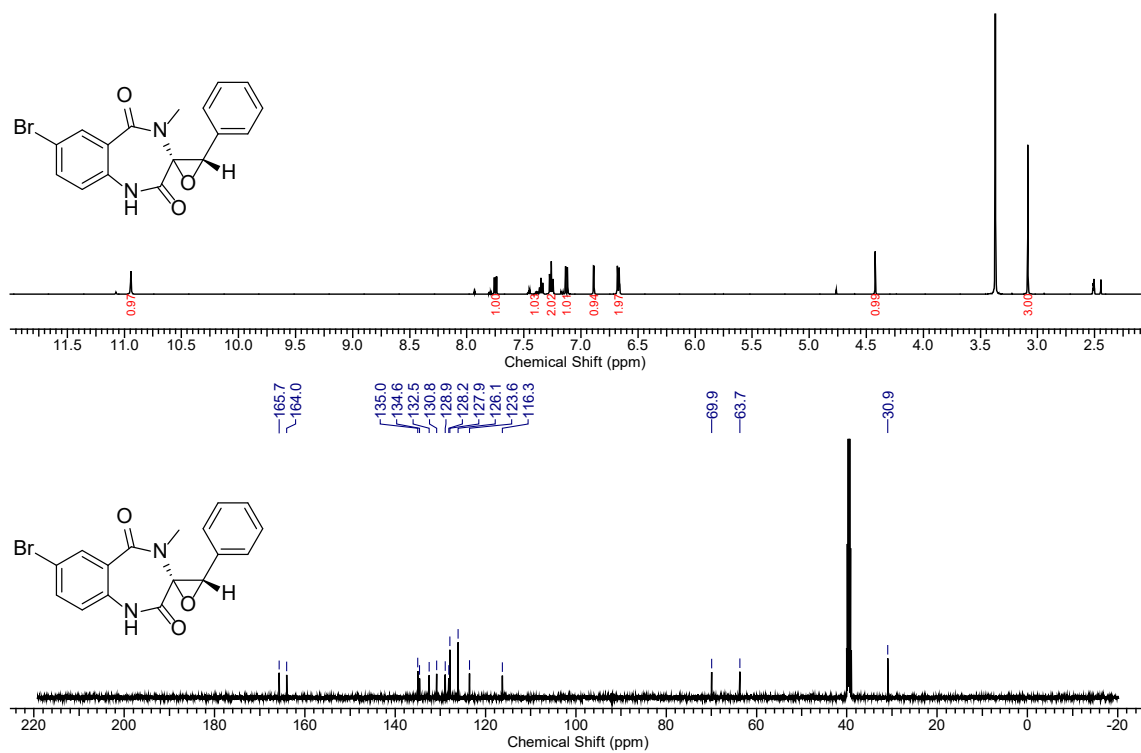 O
N
Br
H
O
N
H
O
0.97
1.00
1.03
2.02
1.01
0.94
1.97
0.99
3.00
11.5 11.0 10.5 10.0 9.5 9.0 8.5 8.0 7.5 7.0 6.5 6.0 5.5 5.0 4.5 4.0 3.5 3.0 2.5
Chemical Shift (ppm)
165.7
164.0
135.0
134.6
132.5
130.8
128.9
128.2
127.9
126.1
123.6
116.3
69.9
63.7
30.9
O
N
Br
H
O
N
H
O
220 200 180 160 140 120 100 80 60 40 20 0 -20
Chemical Shift (ppm)